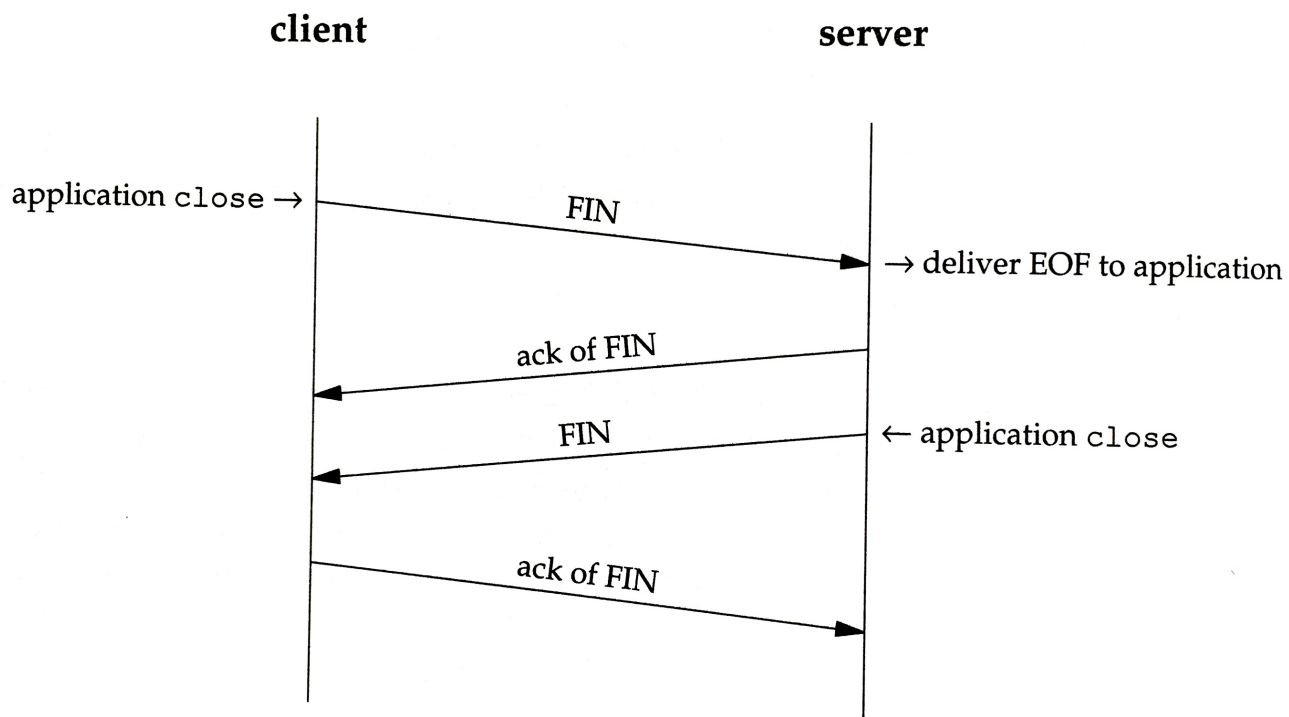 client
server
application close →
FIN
→ deliver EOF to application
ack of FIN
FIN
← application close
ack of FIN